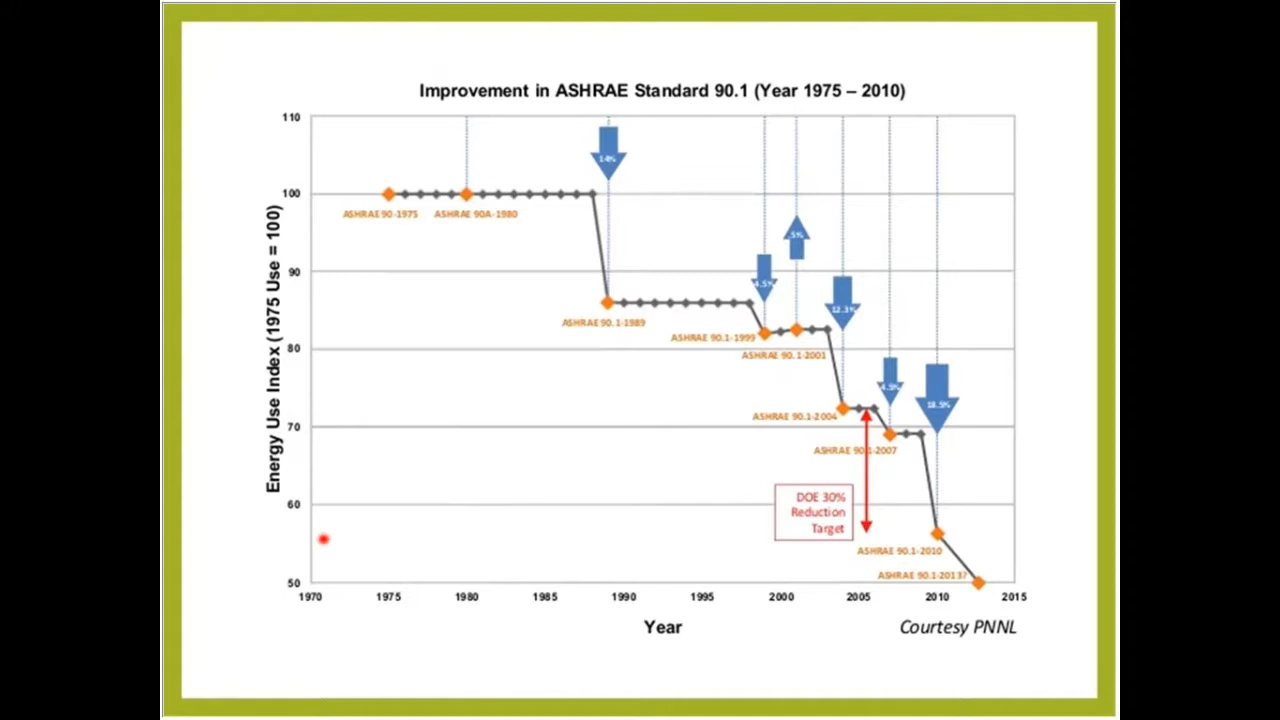 Improvement in ASHRAE Standard 90.1 (Year 1975 – 2010)
110
100
90
80
70
60
50
Energy Use Index (1975 Use = 100)
14%
ASHRAE 90-1975
ASHRAE 90A-1980
.5%
4.5%
12.3%
ASHRAE 90.1-1989
ASHRAE 90.1-1999
ASHRAE 90.1-2001
4.5%
18.5%
ASHRAE 90.1-2004
ASHRAE 90.1-2007
DOE 30%
Reduction
Target
ASHRAE 90.1-2010
ASHRAE 90.1-2013?
1970 1975 1980 1985 1990 1995 2000 2005 2010 2015
Year
Courtesy PNNL